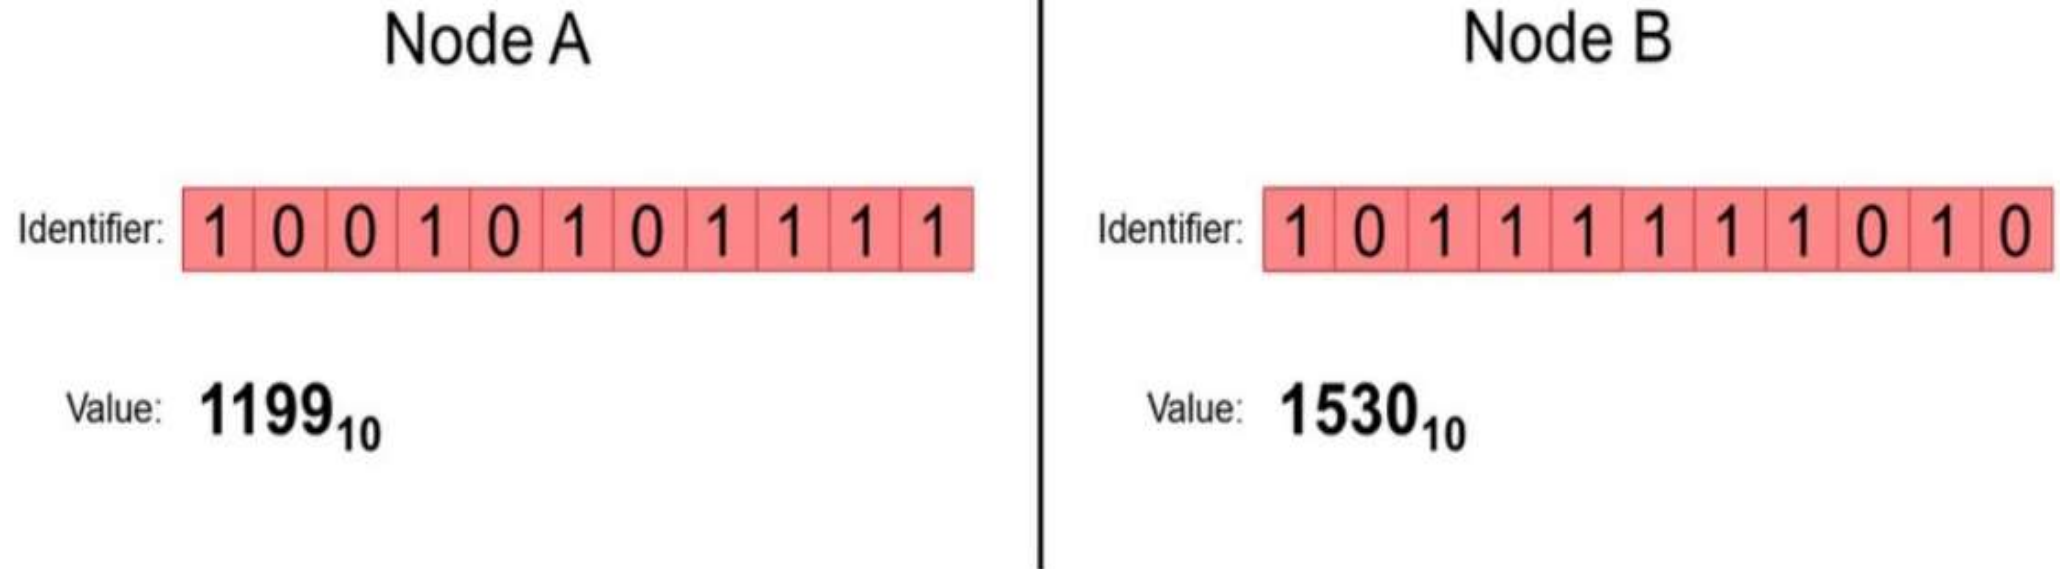 Node A
Identifier: 1 0 0 1 0 1 0 1 1 1 1
Value: 1199₁₀
Node B
Identifier: 1 0 1 1 1 1 1 1 0 1 0
Value: 1530₁₀